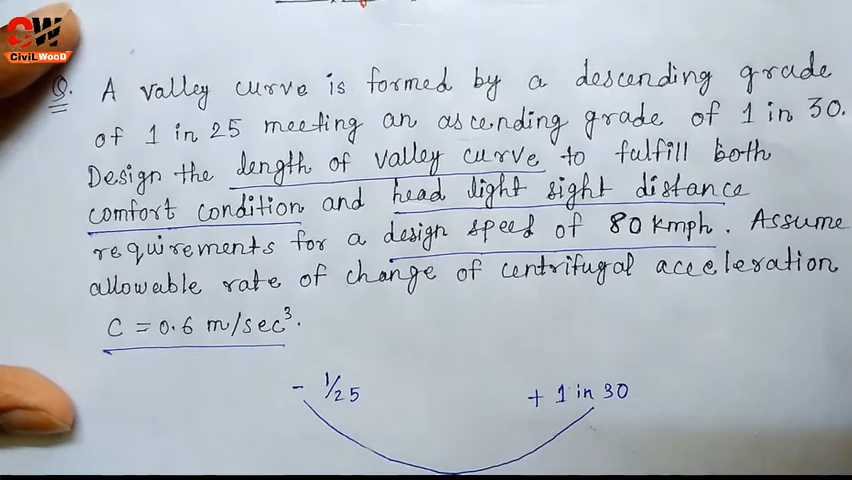 CW
CiviL WooD
Q. A valley curve is formed by a descending grade
of 1 in 25 meeting an ascending grade of 1 in 30.
Design the length of valley curve to fulfill both
comfort condition and head light sight distance
requirements for a design speed of 80 kmph. Assume
allowable rate of change of centrifugal acceleration
C = 0.6 m/sec³.
- 1/25 + 1 in 30